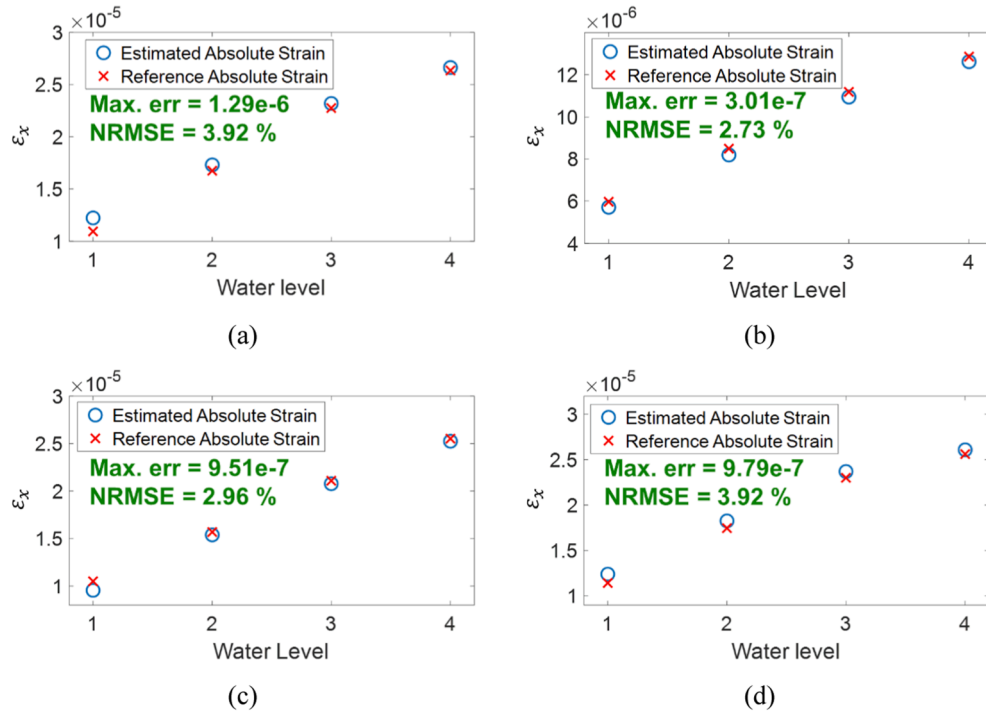 ×10⁻⁵
3
2.5
2
1.5
1
εₓ
Estimated Absolute Strain
Reference Absolute Strain
Max. err = 1.29e-6
NRMSE = 3.92 %
1 2 3 4
Water level
(a)
×10⁻⁶
12
10
8
6
4
εₓ
Estimated Absolute Strain
Reference Absolute Strain
Max. err = 3.01e-7
NRMSE = 2.73 %
1 2 3 4
Water Level
(b)
×10⁻⁵
3
2.5
2
1.5
1
εₓ
Estimated Absolute Strain
Reference Absolute Strain
Max. err = 9.51e-7
NRMSE = 2.96 %
1 2 3 4
Water Level
(c)
×10⁻⁵
3
2.5
2
1.5
1
εₓ
Estimated Absolute Strain
Reference Absolute Strain
Max. err = 9.79e-7
NRMSE = 3.92 %
1 2 3 4
Water level
(d)